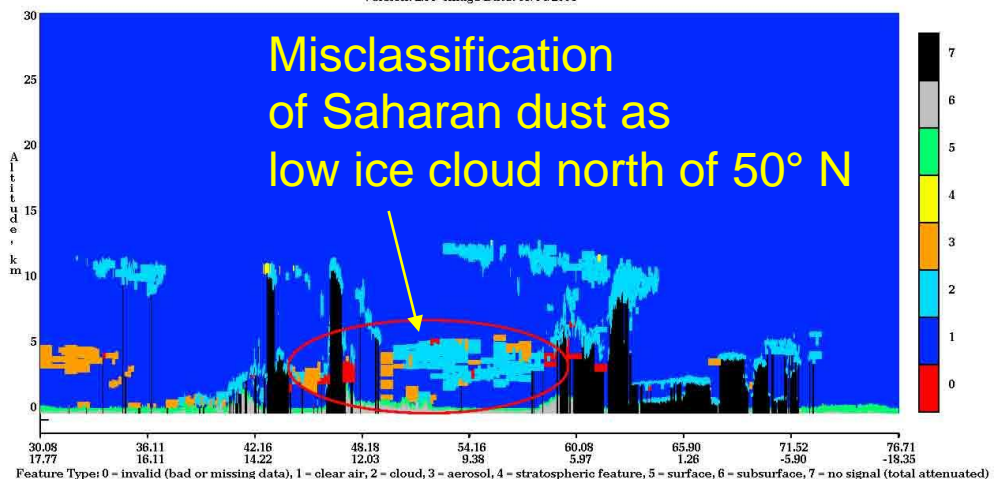 Misclassification
of Saharan dust as
low ice cloud north of 50° N
30
25
20
15
10
5
0
Altitude, km
7
6
5
4
3
2
1
0
30.08 36.11 42.16 48.18 54.16 60.08 65.90 71.52 76.71
17.77 16.11 14.22 12.03 9.38 5.97 1.26 -5.90 -18.35
Feature Type: 0 = invalid (bad or missing data), 1 = clear air, 2 = cloud, 3 = aerosol, 4 = stratospheric feature, 5 = surface, 6 = subsurface, 7 = no signal (total attenuated)